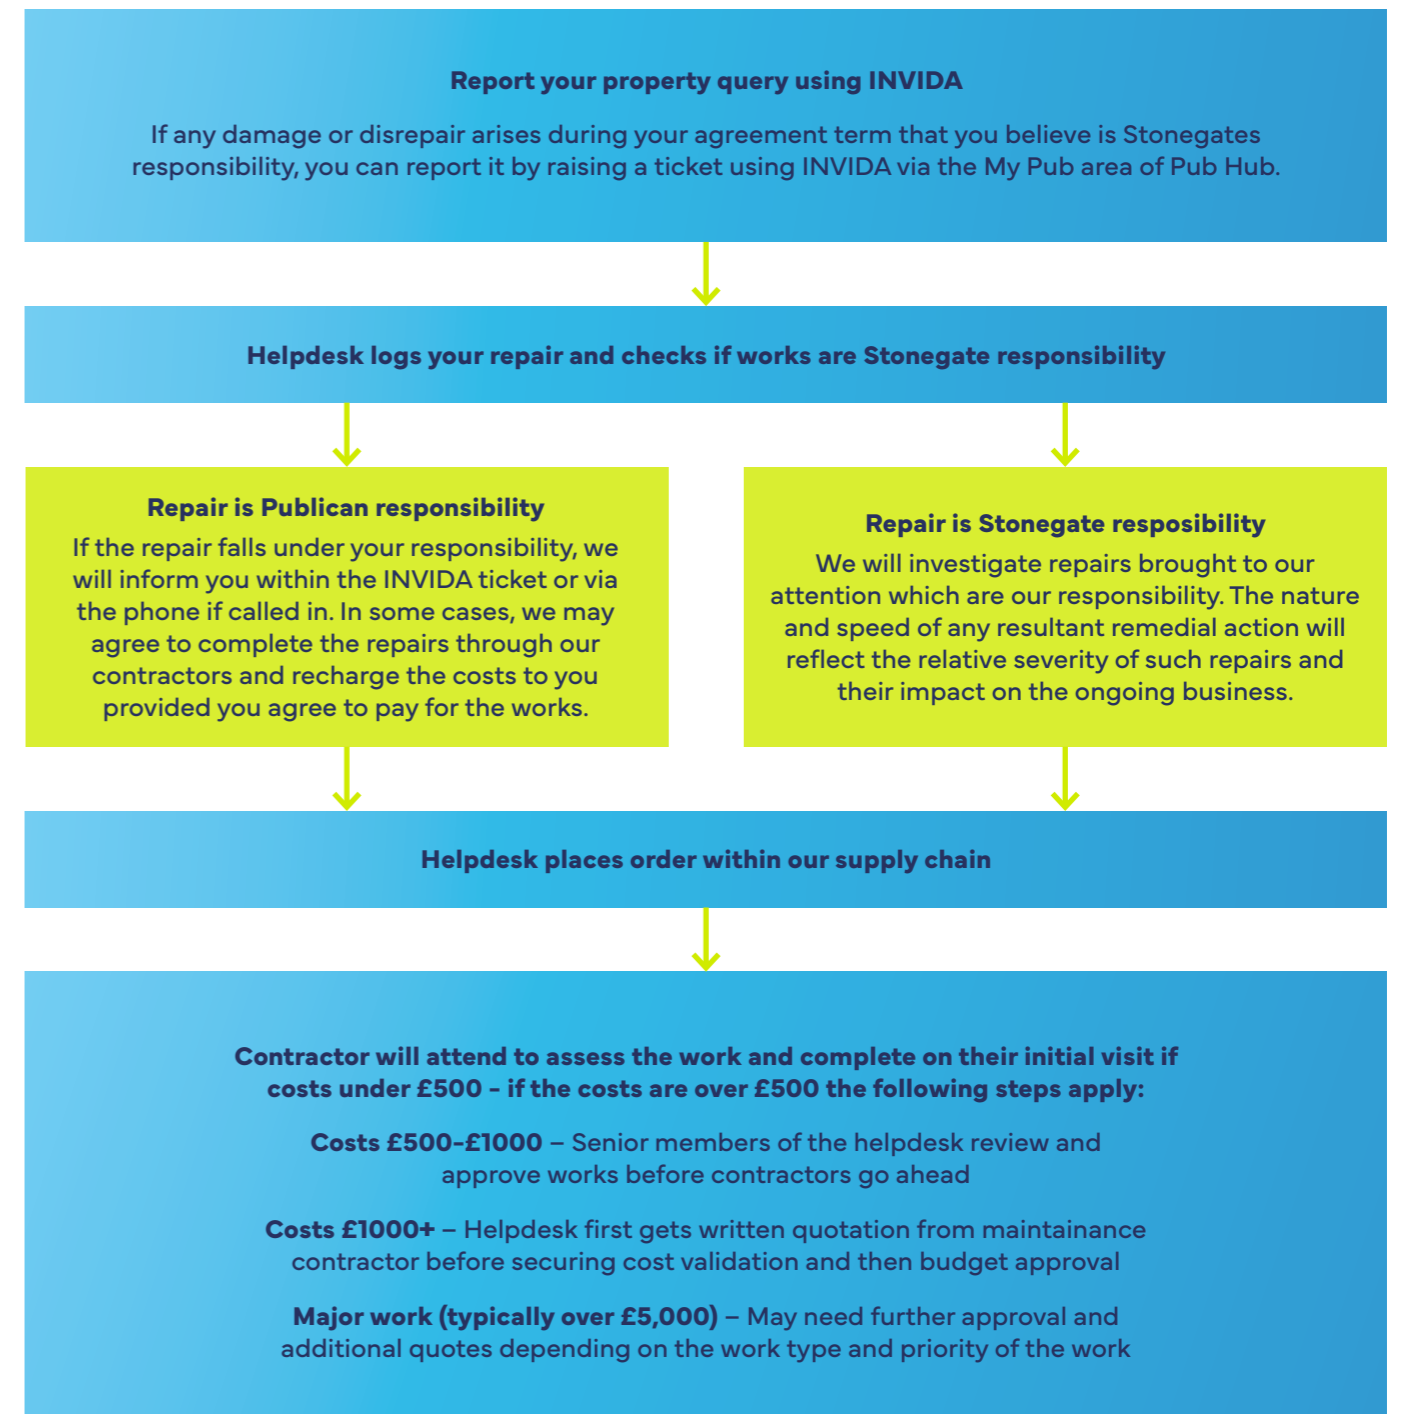 Report your property query using INVIDA
If any damage or disrepair arises during your agreement term that you believe is Stonegates
responsibility, you can report it by raising a ticket using INVIDA via the My Pub area of Pub Hub.
Helpdesk logs your repair and checks if works are Stonegate responsibility
Repair is Publican responsibility
If the repair falls under your responsibility, we
will inform you within the INVIDA ticket or via
the phone if called in. In some cases, we may
agree to complete the repairs through our
contractors and recharge the costs to you
provided you agree to pay for the works.
Repair is Stonegate resposibility
We will investigate repairs brought to our
attention which are our responsibility. The nature
and speed of any resultant remedial action will
reflect the relative severity of such repairs and
their impact on the ongoing business.
Helpdesk places order within our supply chain
Contractor will attend to assess the work and complete on their initial visit if
costs under £500 - if the costs are over £500 the following steps apply:
Costs £500-£1000 – Senior members of the helpdesk review and
approve works before contractors go ahead
Costs £1000+ – Helpdesk first gets written quotation from maintainance
contractor before securing cost validation and then budget approval
Major work (typically over £5,000) – May need further approval and
additional quotes depending on the work type and priority of the work